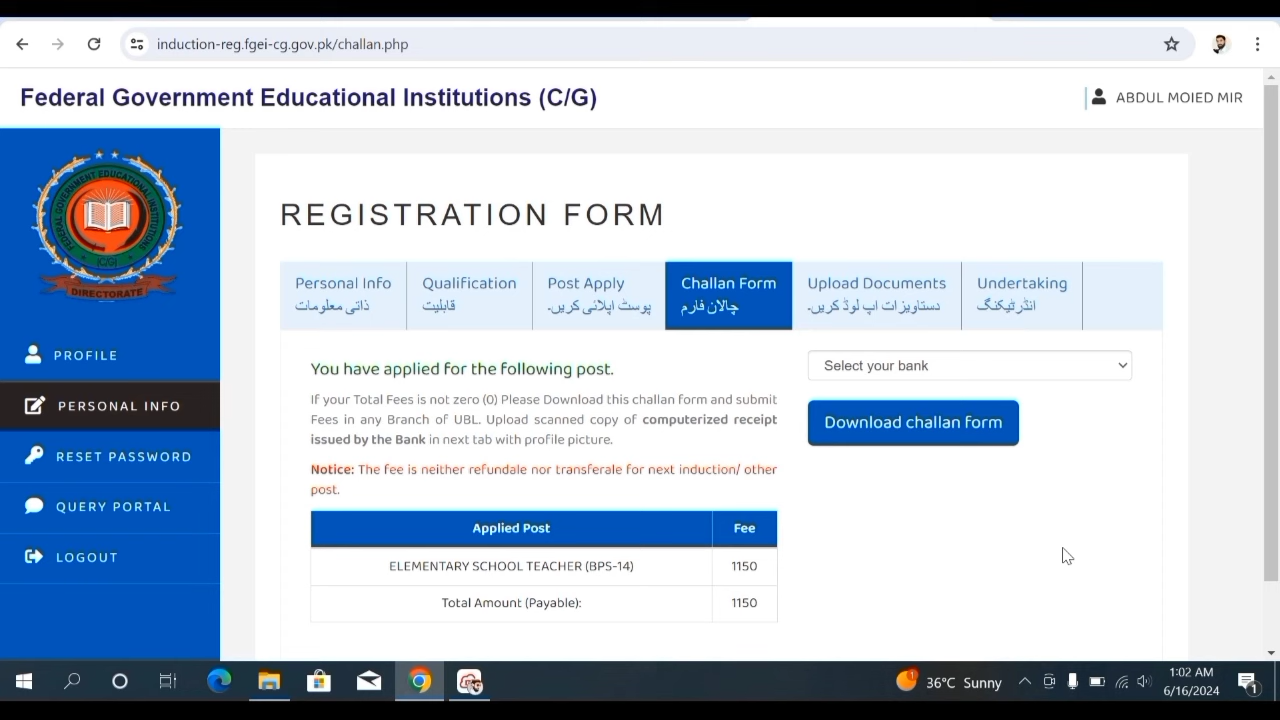 induction-reg.fgei-cg.gov.pk/challan.php
Federal Government Educational Institutions (C/G)
ABDUL MOIED MIR
FEDERAL GOVERNMENT EDUCATIONAL INSTITUTIONS
(C/G)
DIRECTORATE
PROFILE
PERSONAL INFO
RESET PASSWORD
QUERY PORTAL
LOGOUT
REGISTRATION FORM
Personal Info
ذاتی معلومات
Qualification
قابلیت
Post Apply
پوسٹ اپلائی کریں۔
Challan Form
چالان فارم
Upload Documents
دستاویزات اپ لوڈ کریں۔
Undertaking
انڈرٹیکنگ
You have applied for the following post.
If your Total Fees is not zero (0) Please Download this challan form and submit
Fees in any Branch of UBL. Upload scanned copy of computerized receipt
issued by the Bank in next tab with profile picture.
Notice: The fee is neither refundale nor transferale for next induction/ other
post.
Applied Post Fee
ELEMENTARY SCHOOL TEACHER (BPS-14) 1150
Total Amount (Payable): 1150
Select your bank
Download challan form
1
36°C Sunny
1:02 AM
6/16/2024
1